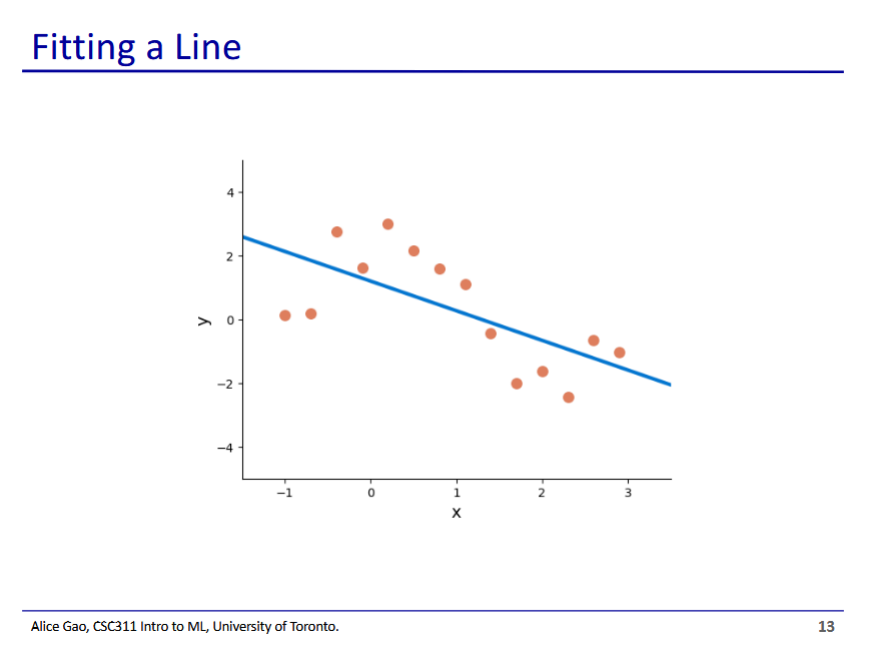 Fitting a Line
4
2
0
−2
−4
y
−1 0 1 2 3
x
Alice Gao, CSC311 Intro to ML, University of Toronto. 13